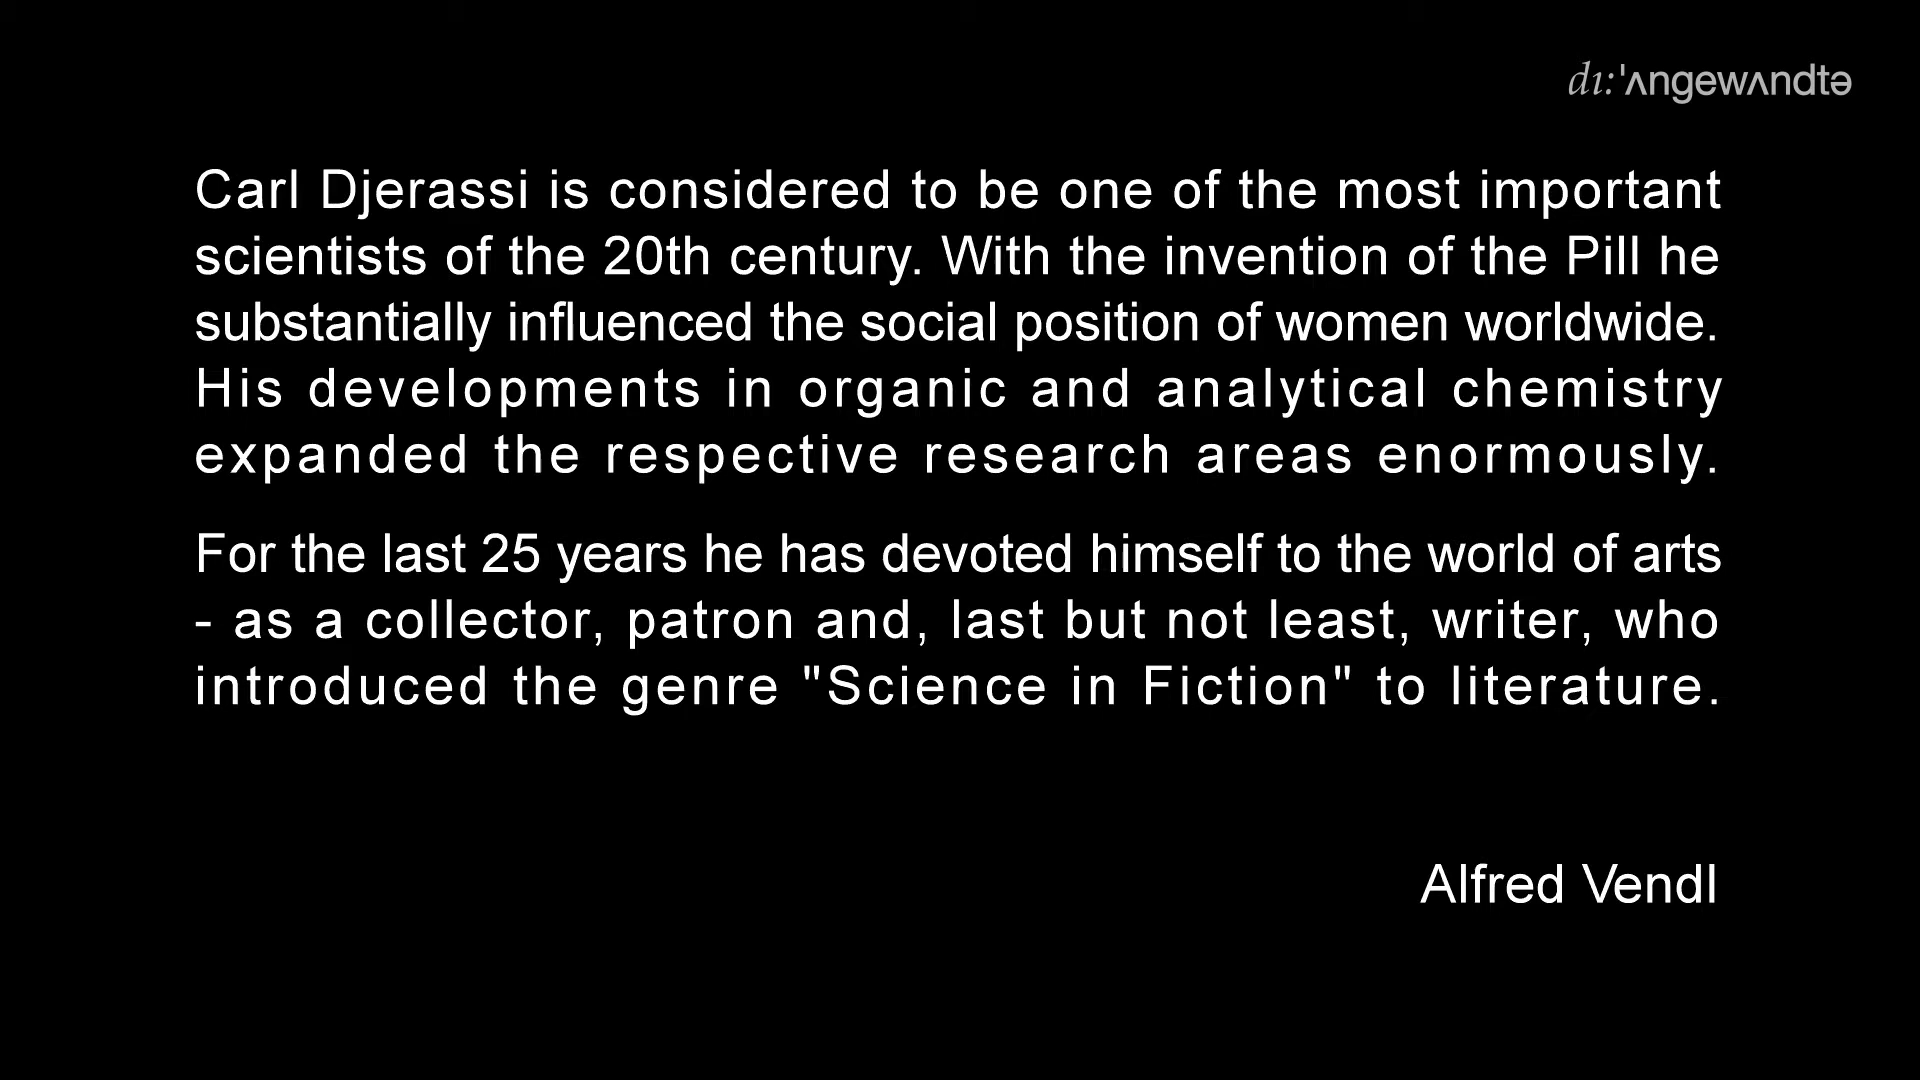 dı:ˈʌngewʌndtə
Carl Djerassi is considered to be one of the most important
scientists of the 20th century. With the invention of the Pill he
substantially influenced the social position of women worldwide.
His developments in organic and analytical chemistry
expanded the respective research areas enormously.
For the last 25 years he has devoted himself to the world of arts
- as a collector, patron and, last but not least, writer, who
introduced the genre "Science in Fiction" to literature.
Alfred Vendl